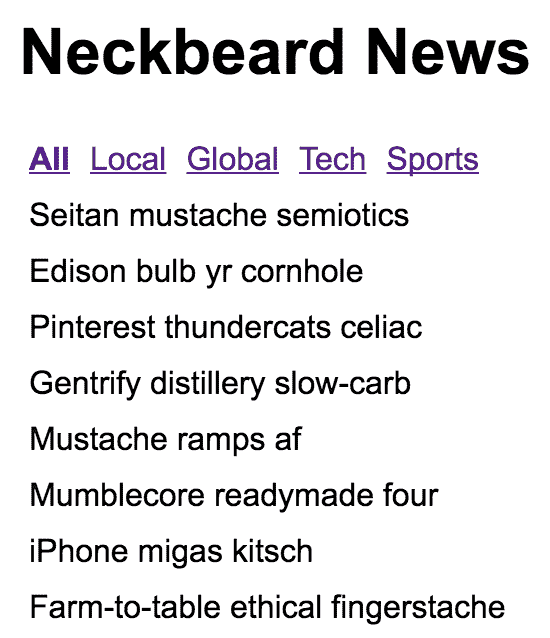 Neckbeard News
All Local Global Tech Sports
Seitan mustache semiotics
Edison bulb yr cornhole
Pinterest thundercats celiac
Gentrify distillery slow-carb
Mustache ramps af
Mumblecore readymade four
iPhone migas kitsch
Farm-to-table ethical fingerstache